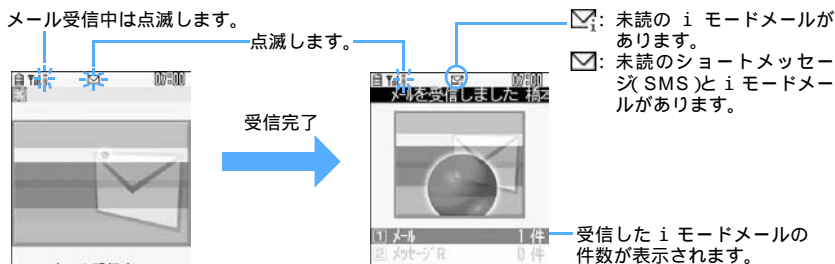 メール受信中は点滅します。
点滅します。
07:00
07:00
メールを受信しました 橋本
受信完了
1 メール 1件
2 メッセージR 0件
: 未読の i モードメールが
あります。
: 未読のショートメッセー
ジ(SMS)と i モードメー
ルがあります。
受信した i モードメールの
件数が表示されます。